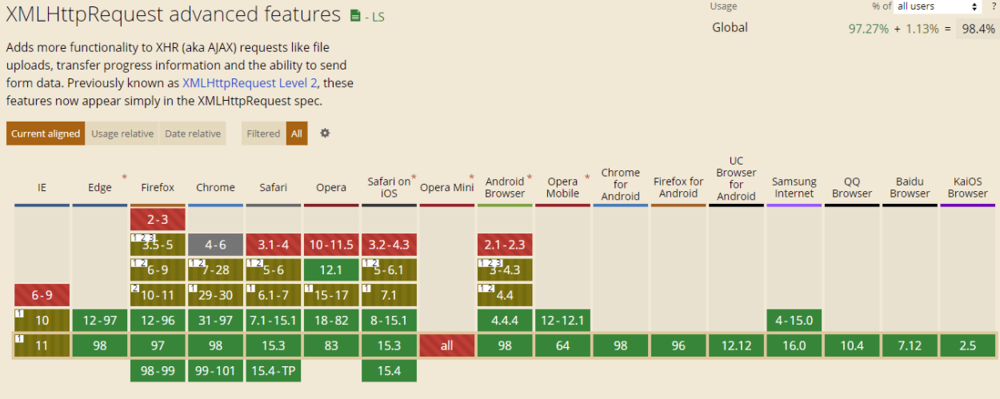 XMLHttpRequest advanced features - LS
Usage % of all users ?
Global 97.27% + 1.13% = 98.4%
Adds more functionality to XHR (aka AJAX) requests like file
uploads, transfer progress information and the ability to send
form data. Previously known as XMLHttpRequest Level 2, these
features now appear simply in the XMLHttpRequest spec.
Current aligned Usage relative Date relative Filtered All
IE
Edge *
Firefox
Chrome
Safari
Opera
Safari on *
iOS
Opera Mini *
Android *
Browser
Opera *
Mobile
Chrome
for
Android
Firefox for
Android
UC
Browser
for
Android
Samsung
Internet
QQ
Browser
Baidu
Browser
KaiOS
Browser
2-3
1 2 3 3.5-5 4-6 3.1-4 10-11.5 3.2-4.3 2.1-2.3
1 2 6-9 1 2 7-28 1 2 5-6 12.1 1 2 5-6.1 1 2 3 3-4.3
6-9 2 10-11 1 29-30 1 6.1-7 1 15-17 1 7.1 1 2 4.4
1 10 12-97 12-96 31-97 7.1-15.1 18-82 8-15.1 4.4.4 12-12.1 4-15.0
1 11 98 97 98 15.3 83 15.3 all 98 64 98 96 12.12 16.0 10.4 7.12 2.5
98-99 99-101 15.4-TP 15.4